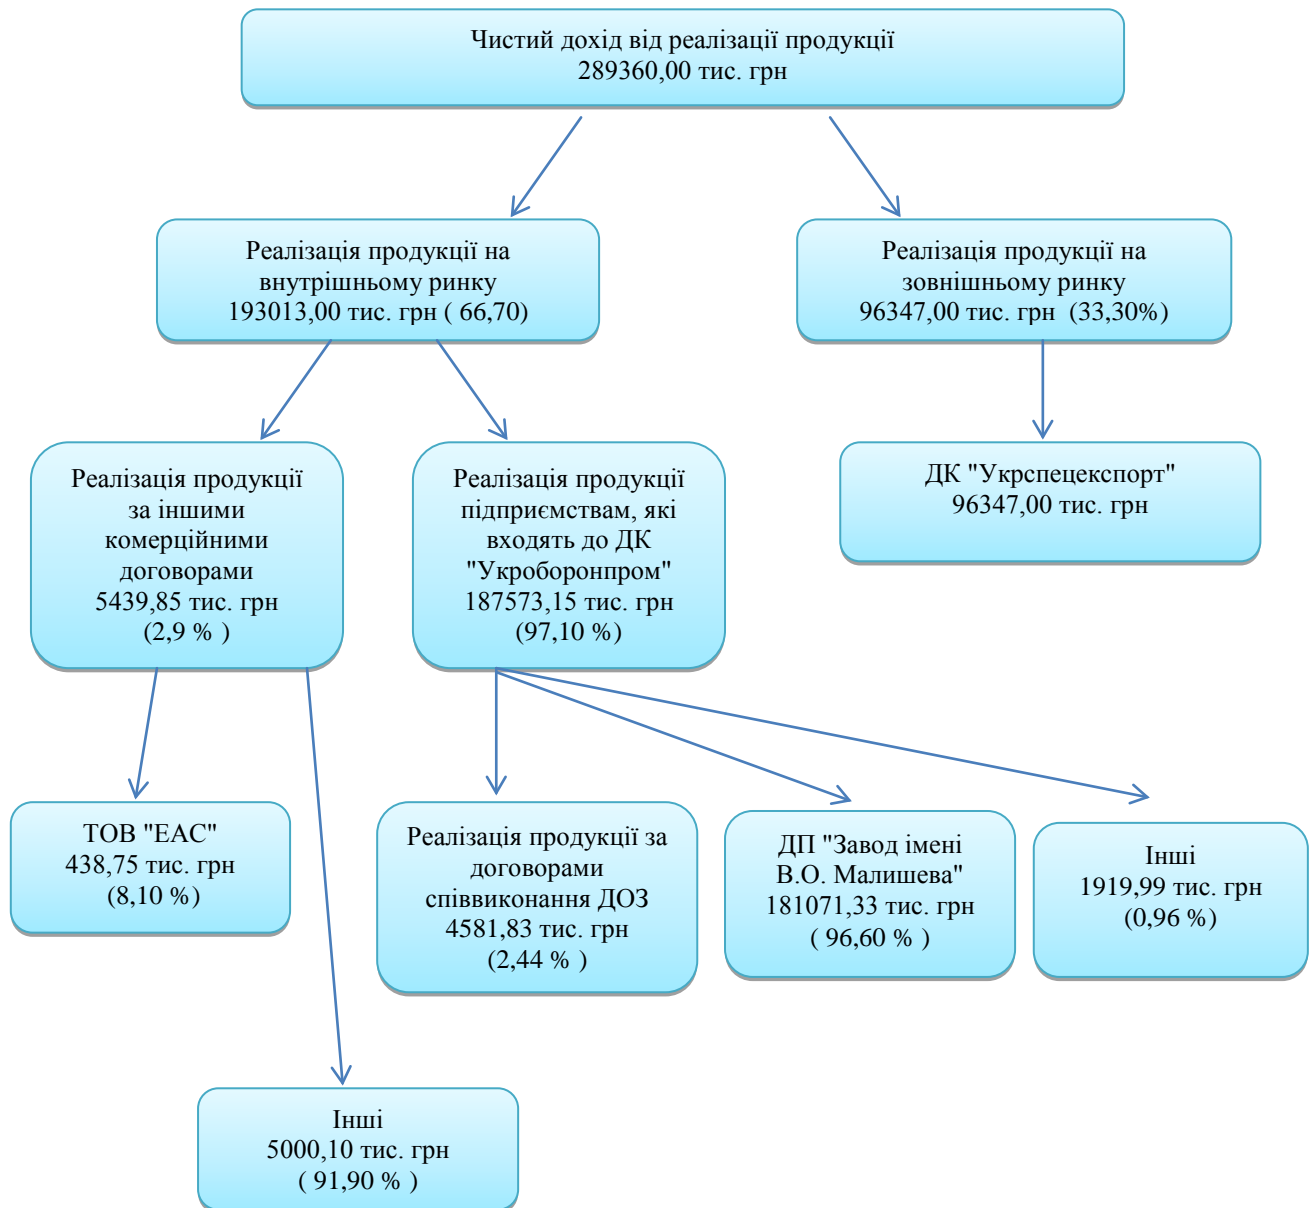 Чистий дохід від реалізації продукції
289360,00 тис. грн
Реалізація продукції на
внутрішньому ринку
193013,00 тис. грн ( 66,70)
Реалізація продукції на
зовнішньому ринку
96347,00 тис. грн (33,30%)
Реалізація продукції
за іншими
комерційними
договорами
5439,85 тис. грн
(2,9 % )
Реалізація продукції
підприємствам, які
входять до ДК
"Укроборонпром"
187573,15 тис. грн
(97,10 %)
ДК "Укрспецекспорт"
96347,00 тис. грн
ТОВ "ЕАС"
438,75 тис. грн
(8,10 %)
Реалізація продукції за
договорами
співвиконання ДОЗ
4581,83 тис. грн
(2,44 % )
ДП "Завод імені
В.О. Малишева"
181071,33 тис. грн
( 96,60 % )
Інші
1919,99 тис. грн
(0,96 %)
Інші
5000,10 тис. грн
( 91,90 % )